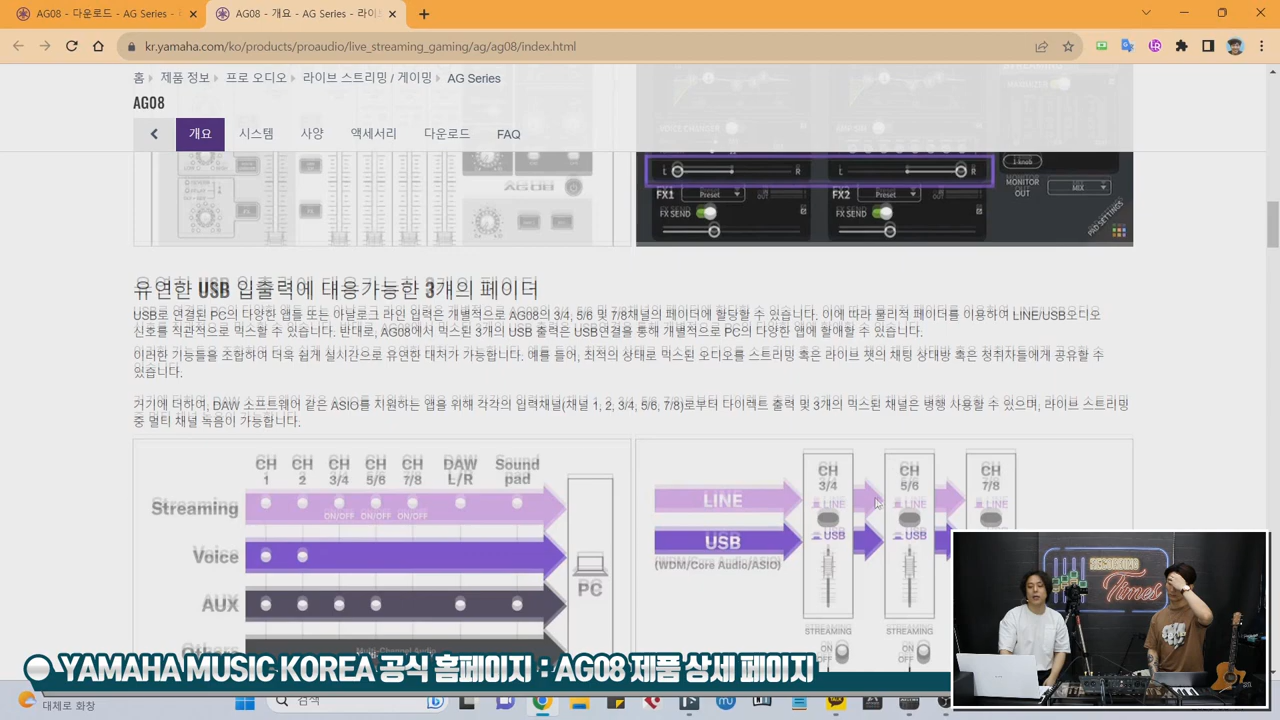 AG08 - 다운로드 - AG Series -
AG08 - 개요 - AG Series - 라이브
kr.yamaha.com/ko/products/proaudio/live_streaming_gaming/ag/ag08/index.html
홈 제품 정보 프로 오디오 라이브 스트리밍 / 게이밍 AG Series
AG08
개요 시스템 사양 액세서리 다운로드 FAQ
VOICE CHANGER
L R L R
1-knob
MONITOR OUT MIX
AG08
FX1 Preset FX2 Preset
FX SEND FX SEND
PAD SETTINGS
유연한 USB 입출력에 대응가능한 3개의 페이더
USB로 연결된 PC의 다양한 앱들 또는 아날로그 라인 입력은 개별적으로 AG08의 3/4, 5/6 및 7/8채널의 페이더에 할당할 수 있습니다. 이에 따라 물리적 페이더를 이용하여 LINE/USB오디오
신호를 직관적으로 믹스할 수 있습니다. 반대로, AG08에서 믹스된 3개의 USB 출력은 USB연결을 통해 개별적으로 PC의 다양한 앱에 할애할 수 있습니다.
이러한 기능들을 조합하여 더욱 쉽게 실시간으로 유연한 대처가 가능합니다. 예를 들어, 최적의 상태로 믹스된 오디오를 스트리밍 혹은 라이브 챗의 채팅 상대방 혹은 청취자들에게 공유할 수
있습니다.
거기에 더하여, DAW 소프트웨어 같은 ASIO를 지원하는 앱을 위해 각각의 입력채널(채널 1, 2, 3/4, 5/6, 7/8)로부터 다이렉트 출력 및 3개의 믹스된 채널은 병행 사용할 수 있으며, 라이브 스트리밍
중 멀티 채널 녹음이 가능합니다.
CH 1 CH 2 CH 3/4 CH 5/6 CH 7/8 DAW L/R Sound pad
Streaming
ON/OFF ON/OFF ON/OFF
Voice
AUX
PC
Multi-Channel Audio
CH 3/4 CH 5/6 CH 7/8
LINE LINE LINE LINE
USB USB USB
(WDM/Core Audio/ASIO)
STREAMING STREAMING
ON OFF ON OFF
RECORDING
Times
YAMAHA MUSIC KOREA 공식 홈페이지 : AG08 제품 상세 페이지
대체로 화창
검색